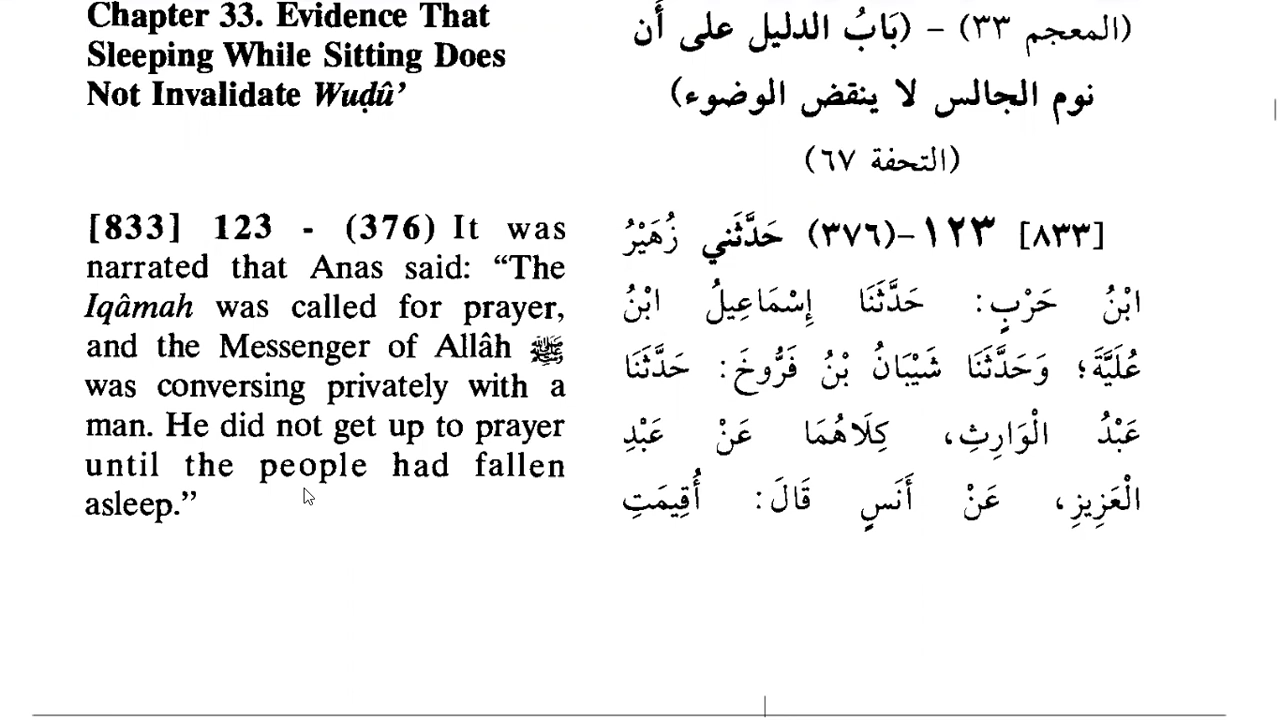 Chapter 33. Evidence That
Sleeping While Sitting Does
Not Invalidate Wuḍû’
[833] 123 - (376) It was
narrated that Anas said: “The
Iqâmah was called for prayer,
and the Messenger of Allâh ﷺ
was conversing privately with a
man. He did not get up to prayer
until the people had fallen
asleep.”
(المعجم ٣٣) - (بَابُ الدليل على أن
نوم الجالس لا ينقض الوضوء)
(التحفة ٦٧)
[٨٣٣] ١٢٣-(٣٧٦) حَدَّثَني زُهَيْرُ
ابْنُ حَرْبٍ: حَدَّثَنَا إِسْمَاعِيلُ ابْنُ
عُلَيَّةَ؛ وَحَدَّثَنَا شَيْبَانُ بْنُ فَرُّوخَ: حَدَّثَنَا
عَبْدُ الْوَارِثِ، كِلَاهُمَا عَنْ عَبْدِ
الْعَزِيزِ، عَنْ أَنَسٍ قَالَ: أُقِيمَتِ